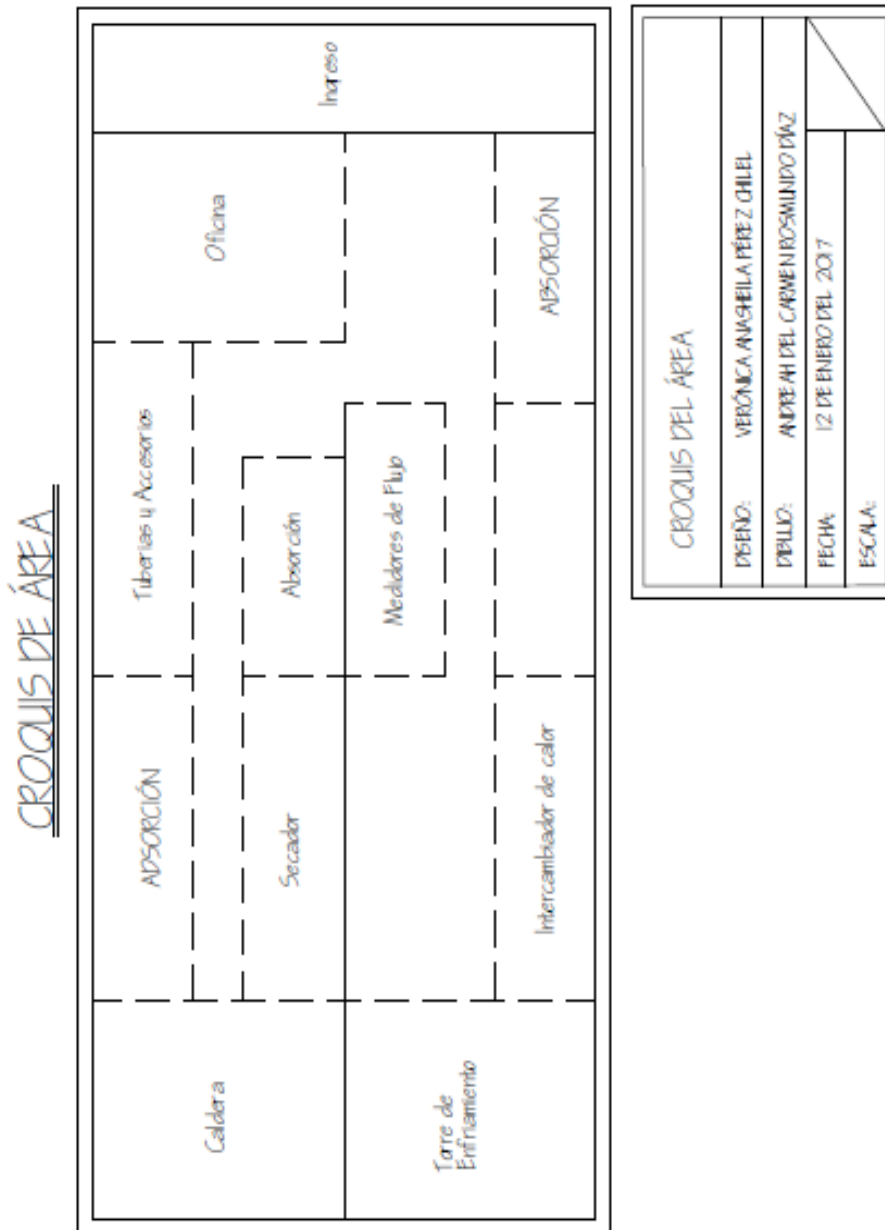 CROQUIS DE ÁREA
Caldera
ADSORCIÓN
Tuberias y Accesorios
Oficina
Ingreso
Secador
Absorción
Medidores de Flujo
Torre de
Enfriamiento
Intercambiador de calor
ABSORCIÓN
CROQUIS DEL ÁREA
DISEÑO: VERÓNICA ANASHEILA PÉREZ CHILEL
DIBUJO: ANDREAH DEL CARMEN ROSMUNDO DÍAZ
FECHA: 12 DE ENERO DEL 2017
ESCALA: